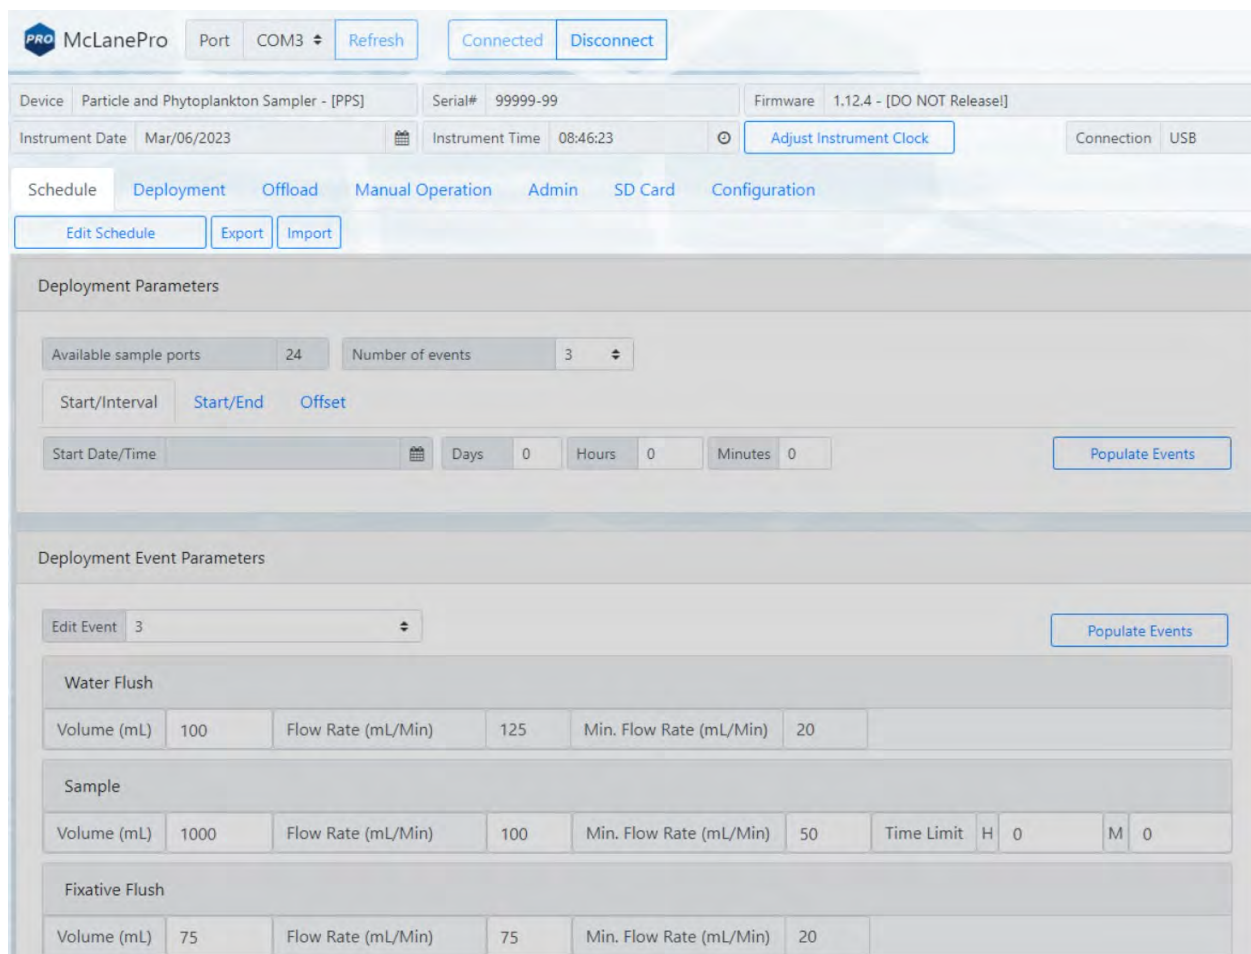 PRO McLanePro Port COM3 Refresh Connected Disconnect
Device Particle and Phytoplankton Sampler - [PPS] Serial# 99999-99 Firmware 1.12.4 - [DO NOT Release!]
Instrument Date Mar/06/2023 Instrument Time 08:46:23 Adjust Instrument Clock Connection USB
Schedule Deployment Offload Manual Operation Admin SD Card Configuration
Edit Schedule Export Import
Deployment Parameters
Available sample ports 24 Number of events 3
Start/Interval Start/End Offset
Start Date/Time Days 0 Hours 0 Minutes 0 Populate Events
Deployment Event Parameters
Edit Event 3 Populate Events
Water Flush
Volume (mL) 100 Flow Rate (mL/Min) 125 Min. Flow Rate (mL/Min) 20
Sample
Volume (mL) 1000 Flow Rate (mL/Min) 100 Min. Flow Rate (mL/Min) 50 Time Limit H 0 M 0
Fixative Flush
Volume (mL) 75 Flow Rate (mL/Min) 75 Min. Flow Rate (mL/Min) 20